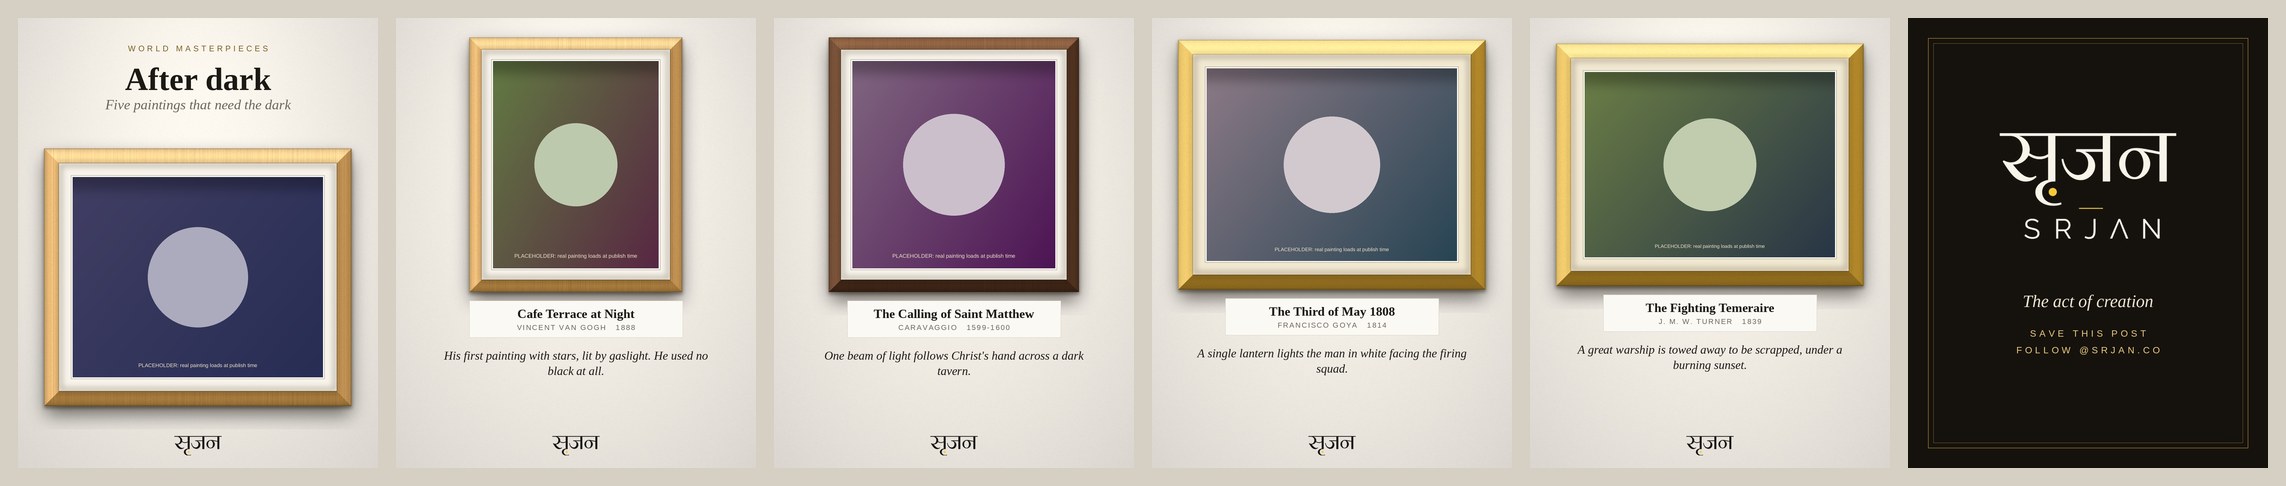 WORLD MASTERPIECES
After dark
Five paintings that need the dark
PLACEHOLDER: real painting loads at publish time
सृजन
PLACEHOLDER: real painting loads at publish time
Cafe Terrace at Night
VINCENT VAN GOGH 1888
His first painting with stars, lit by gaslight. He used no
black at all.
सृजन
PLACEHOLDER: real painting loads at publish time
The Calling of Saint Matthew
CARAVAGGIO 1599-1600
One beam of light follows Christ's hand across a dark
tavern.
सृजन
PLACEHOLDER: real painting loads at publish time
The Third of May 1808
FRANCISCO GOYA 1814
A single lantern lights the man in white facing the firing
squad.
सृजन
PLACEHOLDER: real painting loads at publish time
The Fighting Temeraire
J. M. W. TURNER 1839
A great warship is towed away to be scrapped, under a
burning sunset.
सृजन
सृजन
SRJAN
The act of creation
SAVE THIS POST
FOLLOW @SRJAN.CO